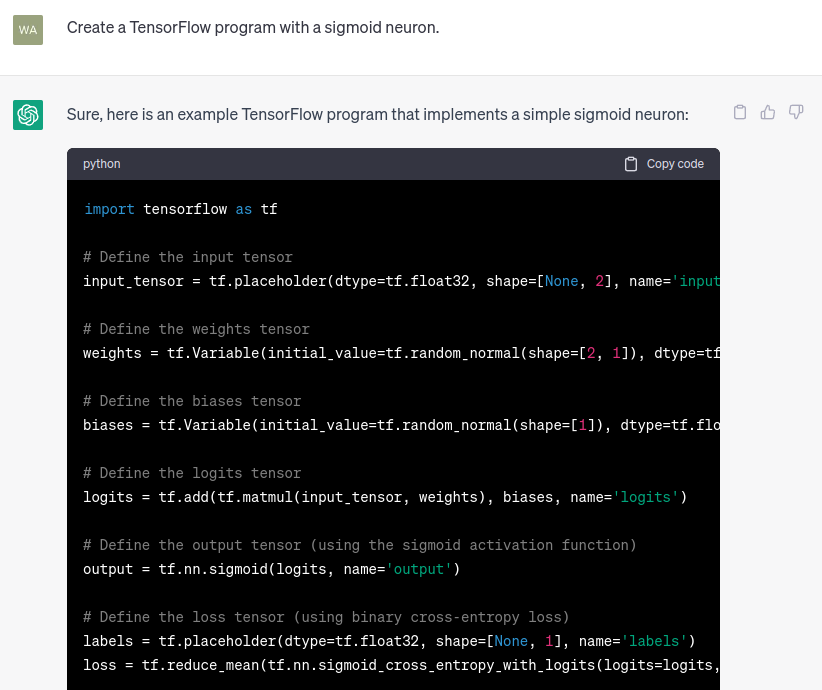 WA
Create a TensorFlow program with a sigmoid neuron.
Sure, here is an example TensorFlow program that implements a simple sigmoid neuron:
python
Copy code
import tensorflow as tf
# Define the input tensor
input_tensor = tf.placeholder(dtype=tf.float32, shape=[None, 2], name='input
# Define the weights tensor
weights = tf.Variable(initial_value=tf.random_normal(shape=[2, 1]), dtype=tf
# Define the biases tensor
biases = tf.Variable(initial_value=tf.random_normal(shape=[1]), dtype=tf.flo
# Define the logits tensor
logits = tf.add(tf.matmul(input_tensor, weights), biases, name='logits')
# Define the output tensor (using the sigmoid activation function)
output = tf.nn.sigmoid(logits, name='output')
# Define the loss tensor (using binary cross-entropy loss)
labels = tf.placeholder(dtype=tf.float32, shape=[None, 1], name='labels')
loss = tf.reduce_mean(tf.nn.sigmoid_cross_entropy_with_logits(logits=logits,